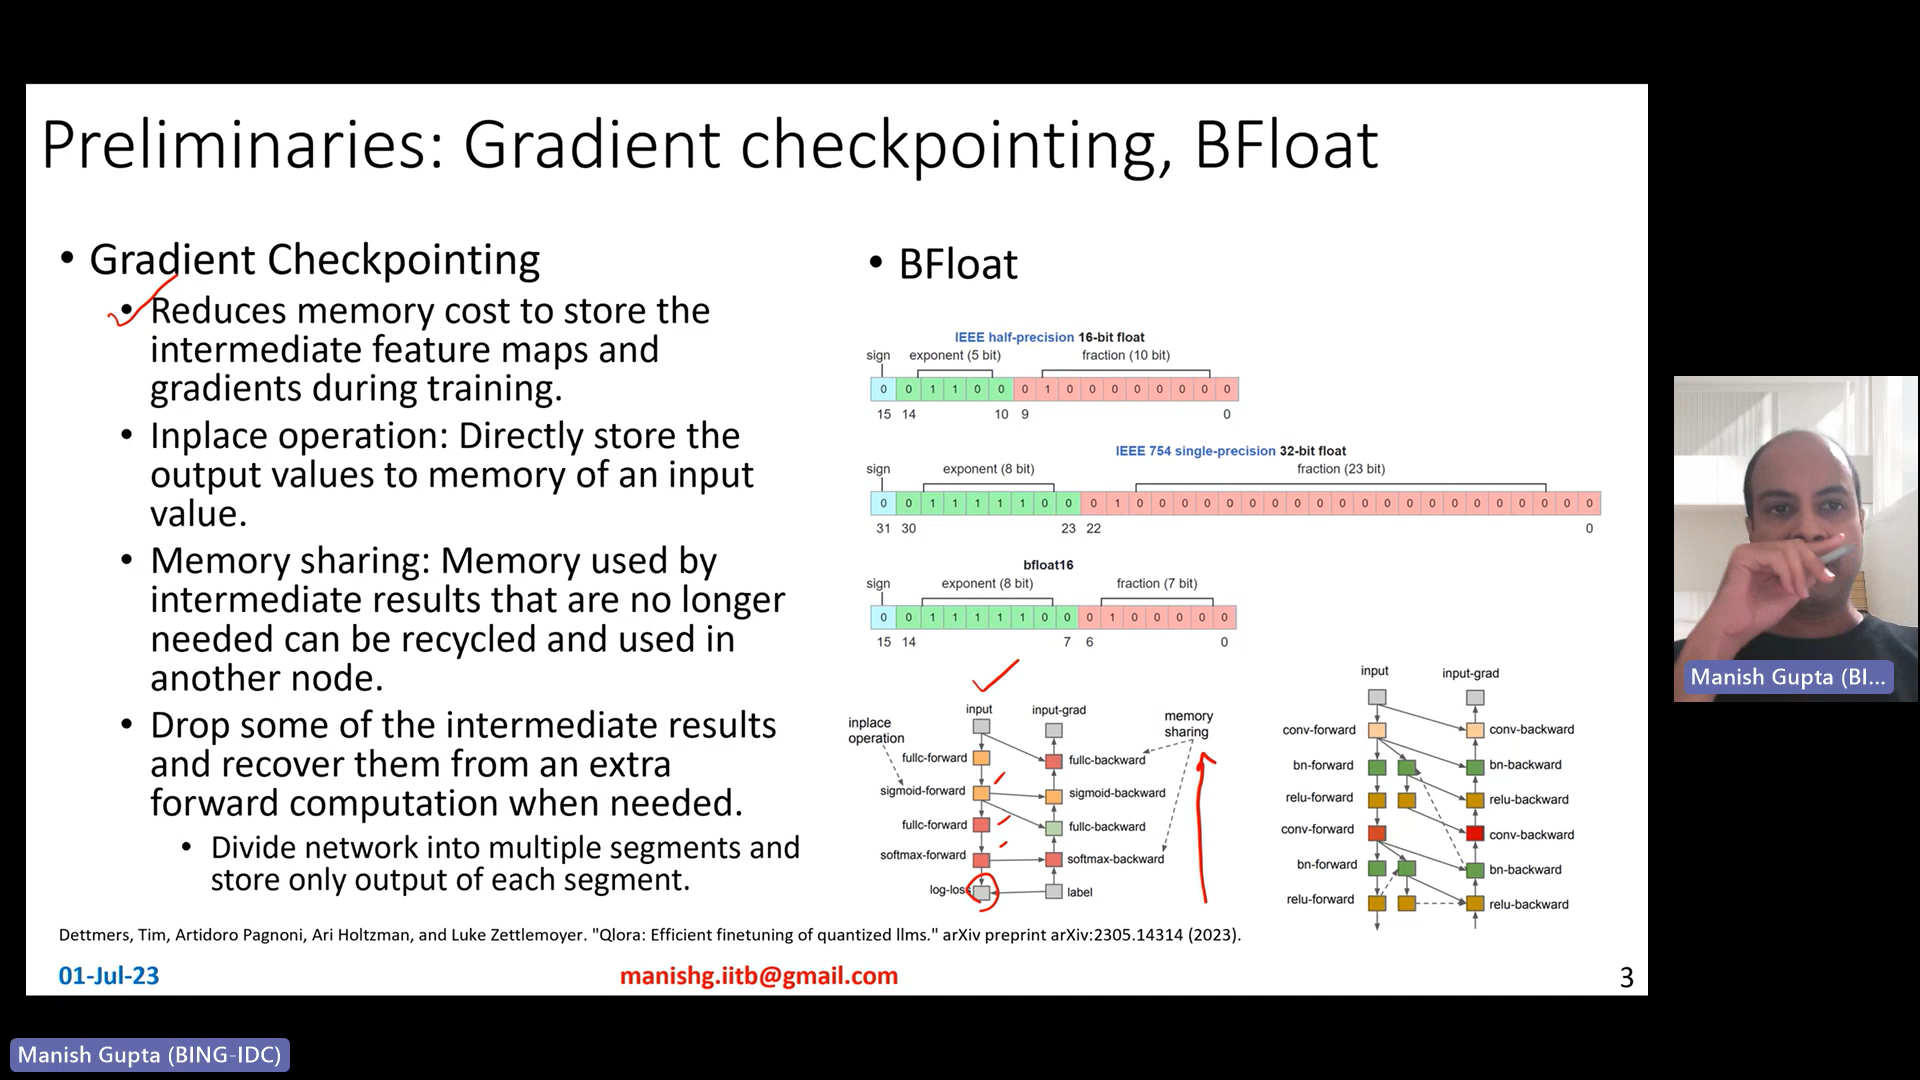 Preliminaries: Gradient checkpointing, BFloat
• Gradient Checkpointing
• Reduces memory cost to store the
intermediate feature maps and
gradients during training.
• Inplace operation: Directly store the
output values to memory of an input
value.
• Memory sharing: Memory used by
intermediate results that are no longer
needed can be recycled and used in
another node.
• Drop some of the intermediate results
and recover them from an extra
forward computation when needed.
• Divide network into multiple segments and
store only output of each segment.
• BFloat
IEEE half-precision 16-bit float
sign exponent (5 bit) fraction (10 bit)
0 0 1 1 0 0 0 1 0 0 0 0 0 0 0
15 14 10 9 0
IEEE 754 single-precision 32-bit float
sign exponent (8 bit) fraction (23 bit)
0 0 1 1 1 1 1 0 0 0 1 0 0 0 0 0 0 0 0 0 0 0 0 0 0 0 0 0 0 0
31 30 23 22 0
bfloat16
sign exponent (8 bit) fraction (7 bit)
0 0 1 1 1 1 1 0 0 0 1 0 0 0 0 0
15 14 7 6 0
input input-grad
inplace
operation
memory
sharing
fullc-forward fullc-backward
sigmoid-forward sigmoid-backward
fullc-forward fullc-backward
softmax-forward softmax-backward
log-loss label
input input-grad
conv-forward conv-backward
bn-forward bn-backward
relu-forward relu-backward
conv-forward conv-backward
bn-forward bn-backward
relu-forward relu-backward
Dettmers, Tim, Artidoro Pagnoni, Ari Holtzman, and Luke Zettlemoyer. "Qlora: Efficient finetuning of quantized llms." arXiv preprint arXiv:2305.14314 (2023).
01-Jul-23 manishg.iitb@gmail.com 3
Manish Gupta (BI...
Manish Gupta (BING-IDC)